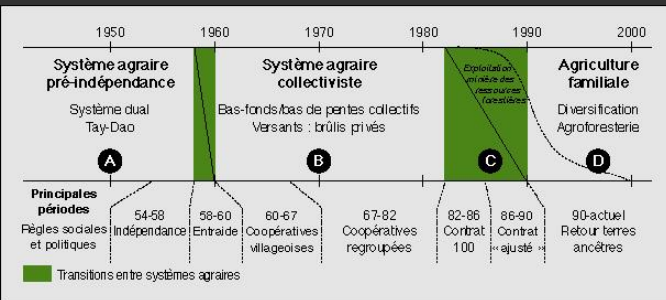 1950 1960 1970 1980 1990 2000
Système agraire
pré-indépendance
Système dual
Tay-Dao
Système agraire
collectiviste
Bas-fonds/bas de pentes collectifs
Versants : brûlis privés
Exploitation
minière des
ressources
forestières
Agriculture
familiale
Diversification
Agroforesterie
A B C D
Principales
périodes
Règles sociales
et politiques
54-58
Indépendance
58-60
Entraide
60-67
Coopératives
villageoises
67-82
Coopératives
regroupées
82-86
Contrat
100
86-90
Contrat
«ajusté »
90-actuel
Retour terres
ancêtres
Transitions entre systèmes agraires